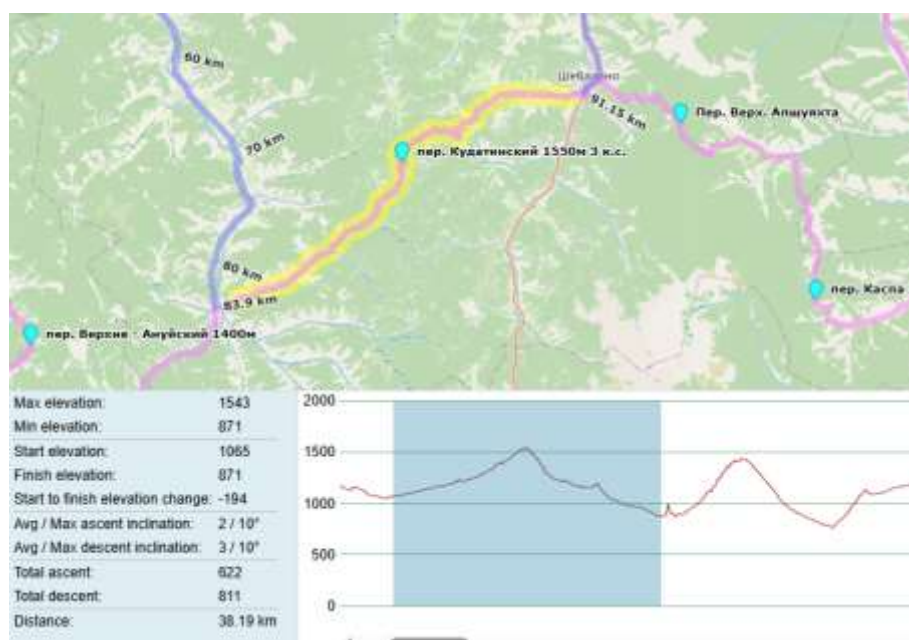 60 km
Шебалино
91.15 km
Пер. Верх. Апшуяхта
70 km
пер. Кудатинский 1550м 3 к.с.
80 km
83.9 km
пер. Каспа
пер. Верхне - Ануйский 1400м
Max elevation: 1543
Min elevation: 871
Start elevation: 1065
Finish elevation: 871
Start to finish elevation change: -194
Avg / Max ascent inclination: 2 / 10°
Avg / Max descent inclination: 3 / 10°
Total ascent: 622
Total descent: 811
Distance: 38.19 km
2000
1500
1000
500
0